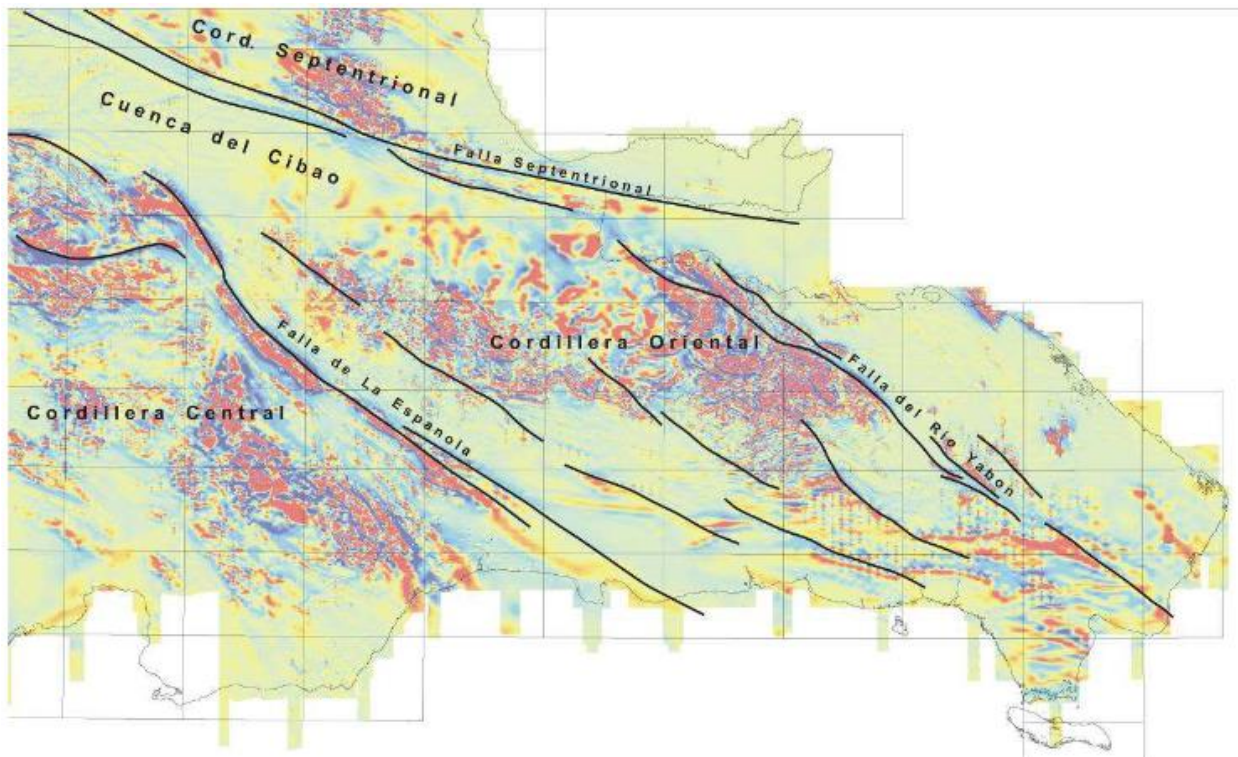 Cord. Septentrional
Cuenca del Cibao
Falla Septentrional
Cordillera Oriental
Falla de La Espanola
Falla del Rio Yabon
Cordillera Central